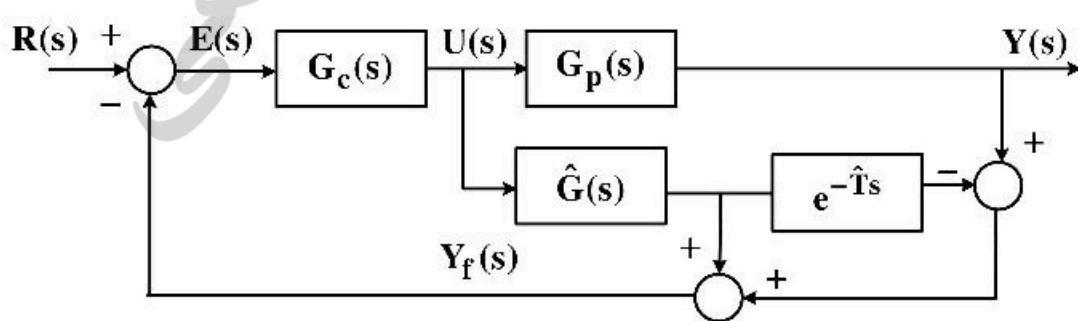 R(s) + E(s) G_c(s) U(s) G_p(s) Y(s)
−
Ĝ(s) e^{-T̂s} − +
Y_f(s) + +